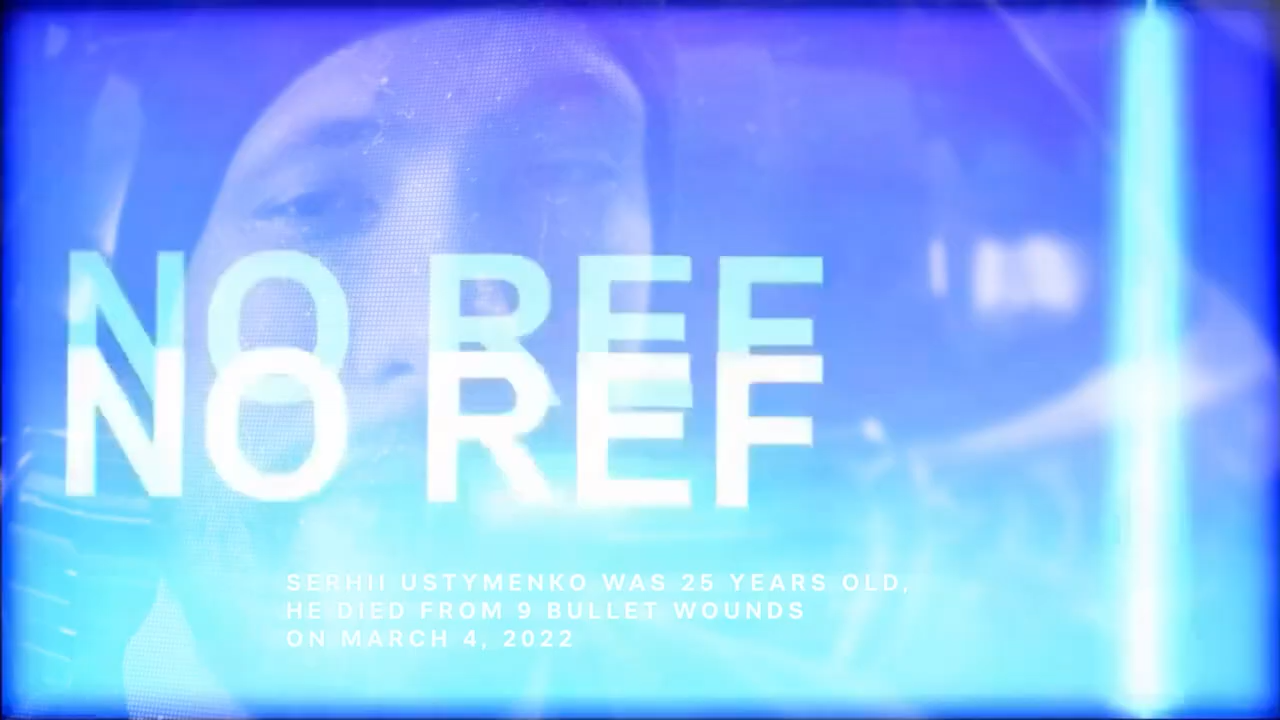 NO REF
NO REF
SERHII USTYMENKO WAS 25 YEARS OLD,
HE DIED FROM 9 BULLET WOUNDS
ON MARCH 4, 2022